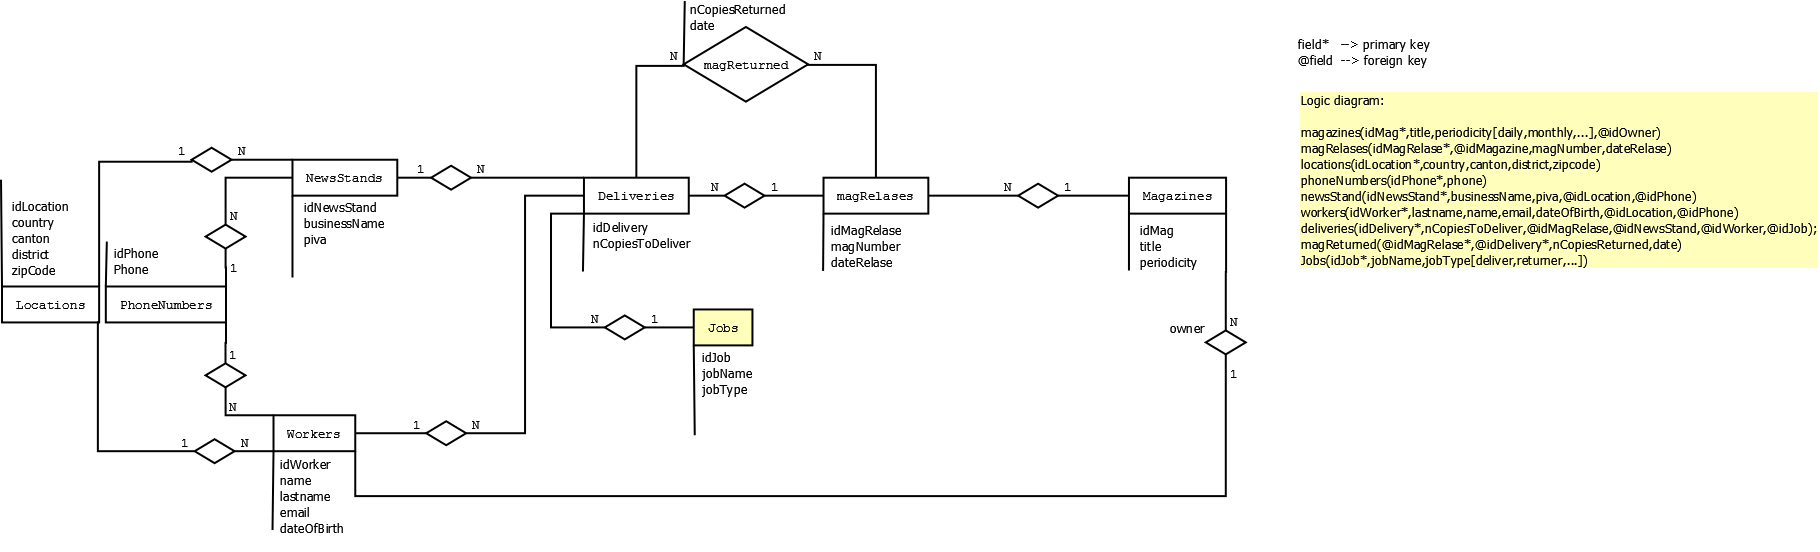 nCopiesReturned
date
N
magReturned
N
field* --> primary key
@field --> foreign key
Logic diagram:
magazines(idMag*,title,periodicity[daily,monthly,...],@idOwner)
magRelases(idMagRelase*,@idMagazine,magNumber,dateRelase)
locations(idLocation*,country,canton,district,zipcode)
phoneNumbers(idPhone*,phone)
newsStand(idNewsStand*,businessName,piva,@idLocation,@idPhone)
workers(idWorker*,lastname,name,email,dateOfBirth,@idLocation,@idPhone)
deliveries(idDelivery*,nCopiesToDeliver,@idMagRelase,@idNewsStand,@idWorker,@idJob);
magReturned(@idMagRelase*,@idDelivery*,nCopiesReturned,date)
Jobs(idJob*,jobName,jobType[deliver,returner,...])
1
N
NewsStands
idNewsStand
businessName
piva
1
N
Deliveries
idDelivery
nCopiesToDeliver
N
1
magRelases
idMagRelase
magNumber
dateRelase
N
1
Magazines
idMag
title
periodicity
idLocation
country
canton
district
zipCode
Locations
idPhone
Phone
PhoneNumbers
N
1
1
N
N
1
Jobs
idJob
jobName
jobType
owner
N
1
1
N
Workers
idWorker
name
lastname
email
dateOfBirth
1
N